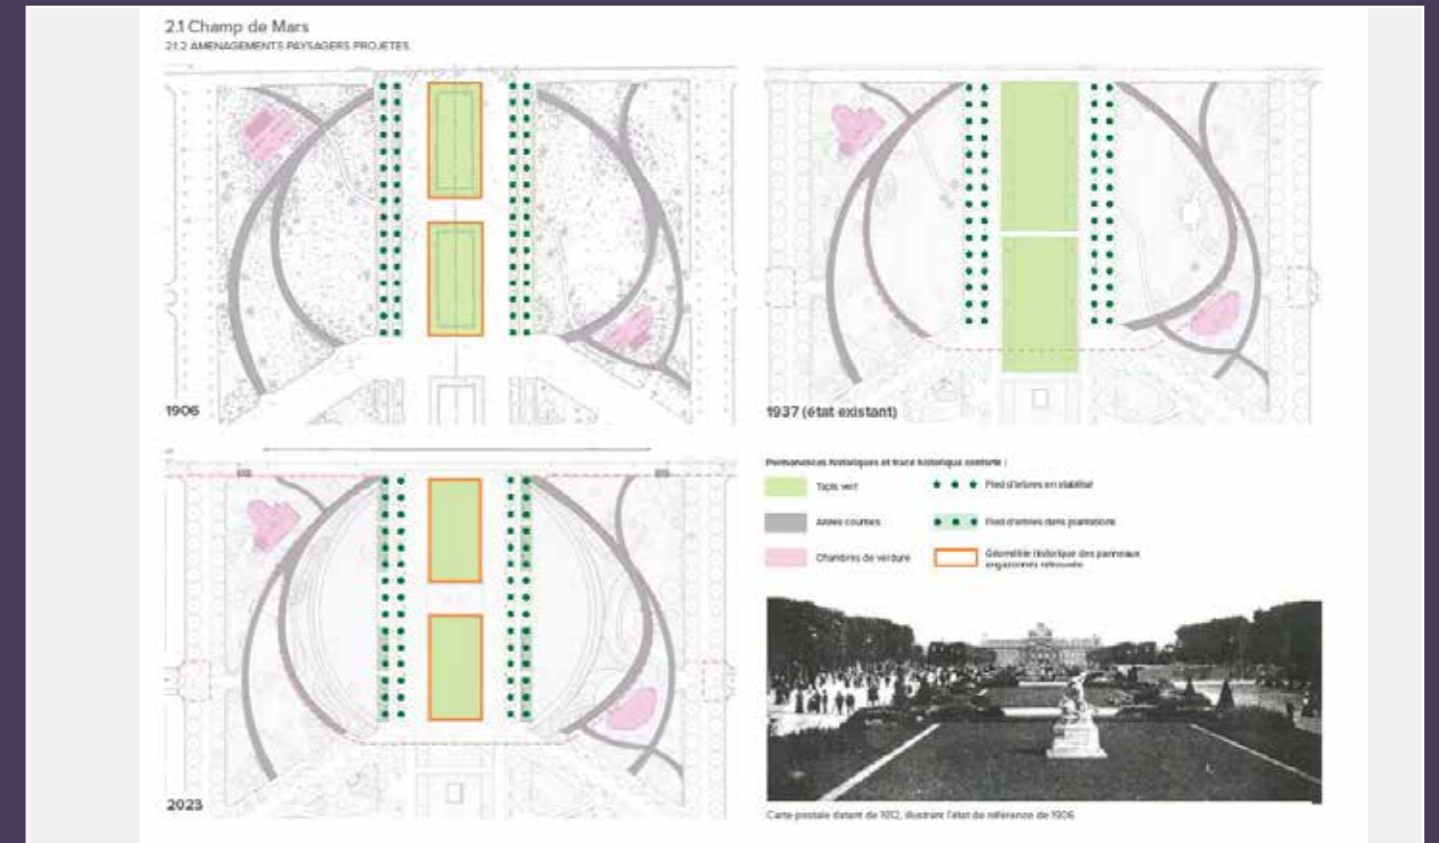 2.1 Champ de Mars
2.1.2 AMENAGEMENTS PAYSAGERS PROJETES
1906
1937 (état existant)
2023
Permanences historiques et tracé historique conforté :
Tapis vert
Pied d'arbres en stabilisé
Allées courbes
Pied d'arbres dans plantations
Chambres de verdure
Géométrie historique des panneaux
engazonnés retrouvée
Carte postale datant de 1912, illustrant l'état de référence de 1906